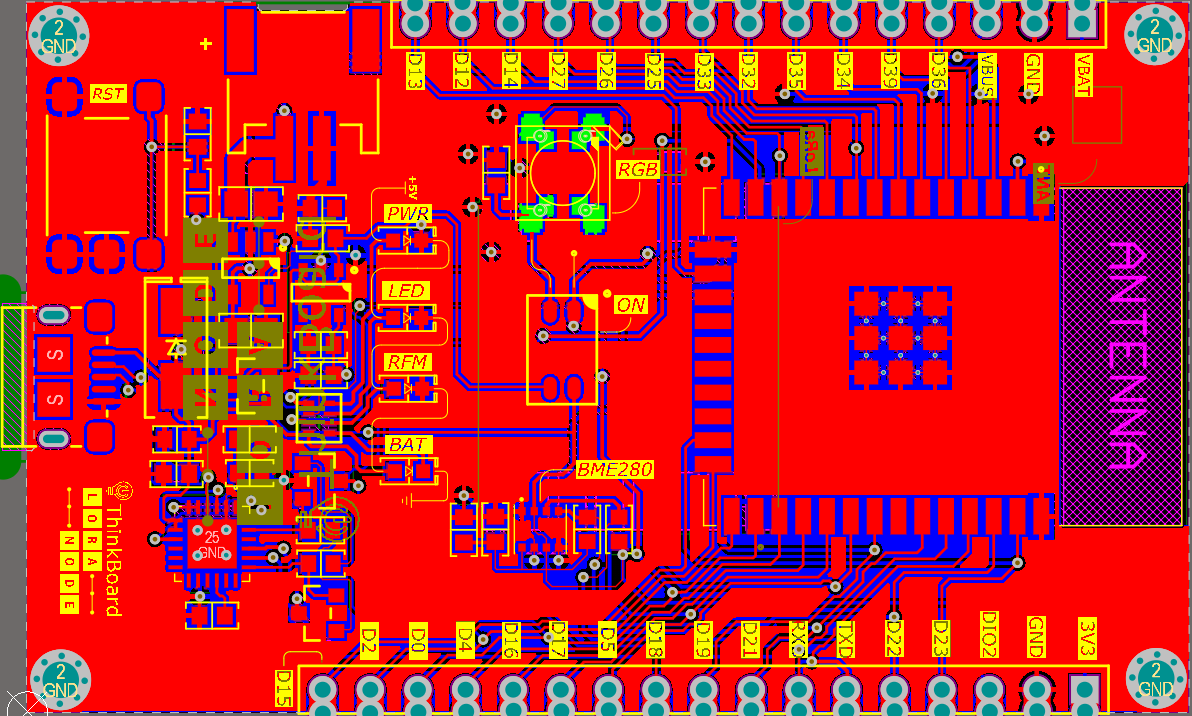 2
GND
2
GND
D13
D12
D14
D27
D26
D25
D33
D32
D35
D34
D39
D36
VBUS
GND
VBAT
RST
+
+5V
RGB
PWR
LED
ON
RFM
BAT
BME280
ANTENNA
S
S
25
GND
ThinkBoard
LORA
NODE
2
GND
2
GND
D15
D2
D0
D4
D16
D17
D5
D18
D19
D21
RXD
TXD
D22
D23
DIO2
GND
3V3